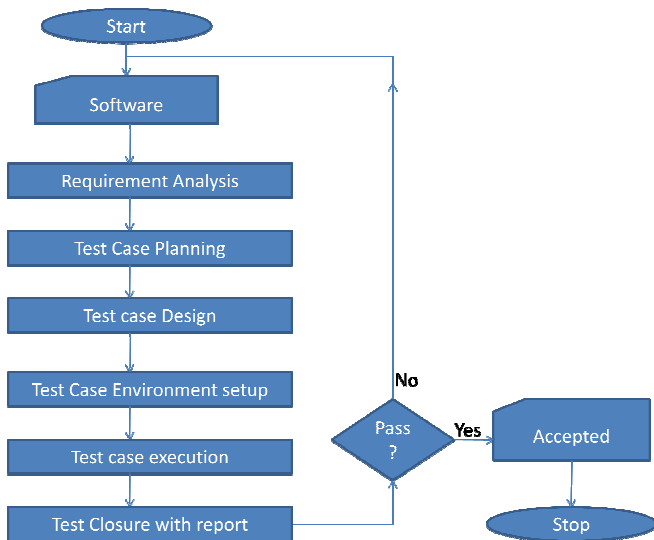 Start
Software
Requirement Analysis
Test Case Planning
Test case Design
Test Case Environment setup
Test case execution
Test Closure with report
No
Pass
?
Yes
Accepted
Stop